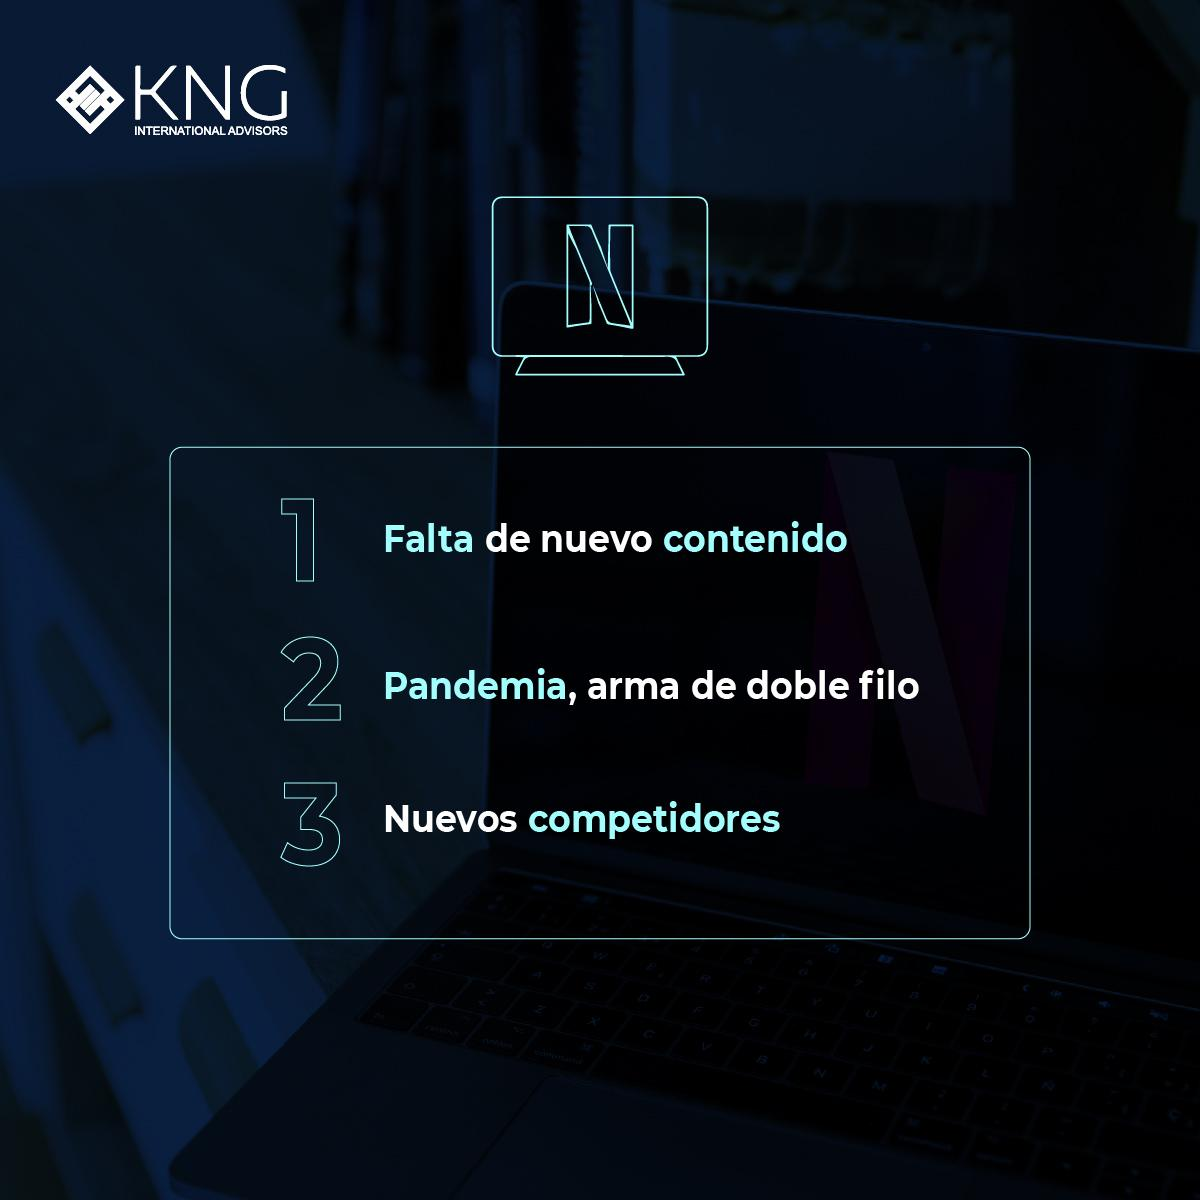 KNG
INTERNATIONAL ADVISORS
N
1
Falta de nuevo contenido
2
Pandemia, arma de doble filo
3
Nuevos competidores